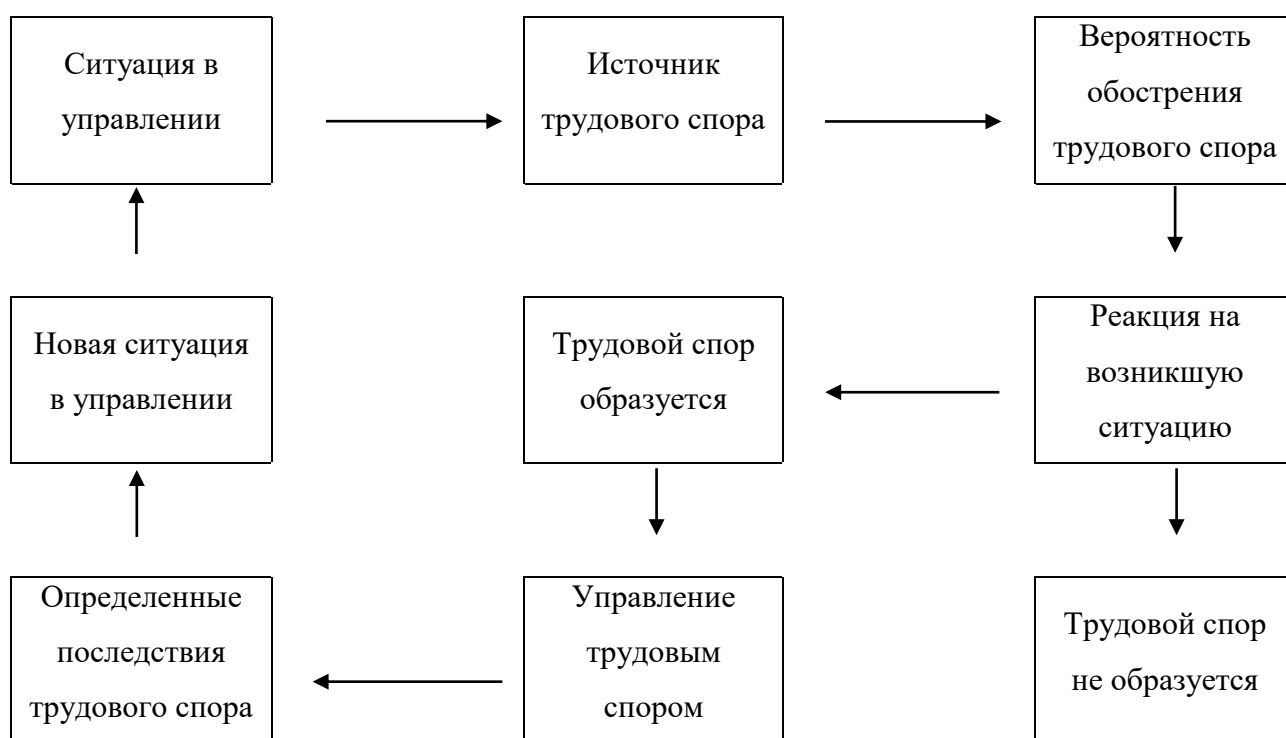 Ситуация в
управлении
Источник
трудового спора
Вероятность
обострения
трудового спора
Новая ситуация
в управлении
Трудовой спор
образуется
Реакция на
возникшую
ситуацию
Определенные
последствия
трудового спора
Управление
трудовым
спором
Трудовой спор
не образуется